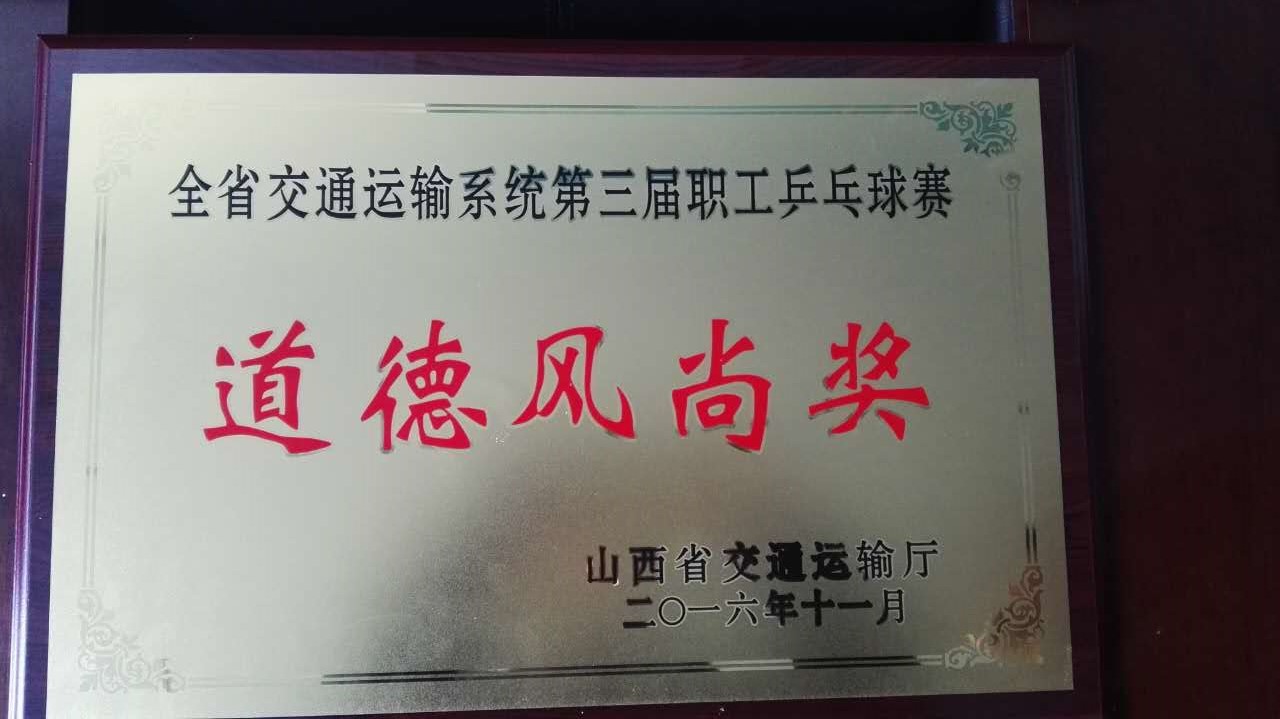 全省交通运输系统第三届职工乒乓球赛
道德风尚奖
山西省交通运输厅
二〇一六年十一月